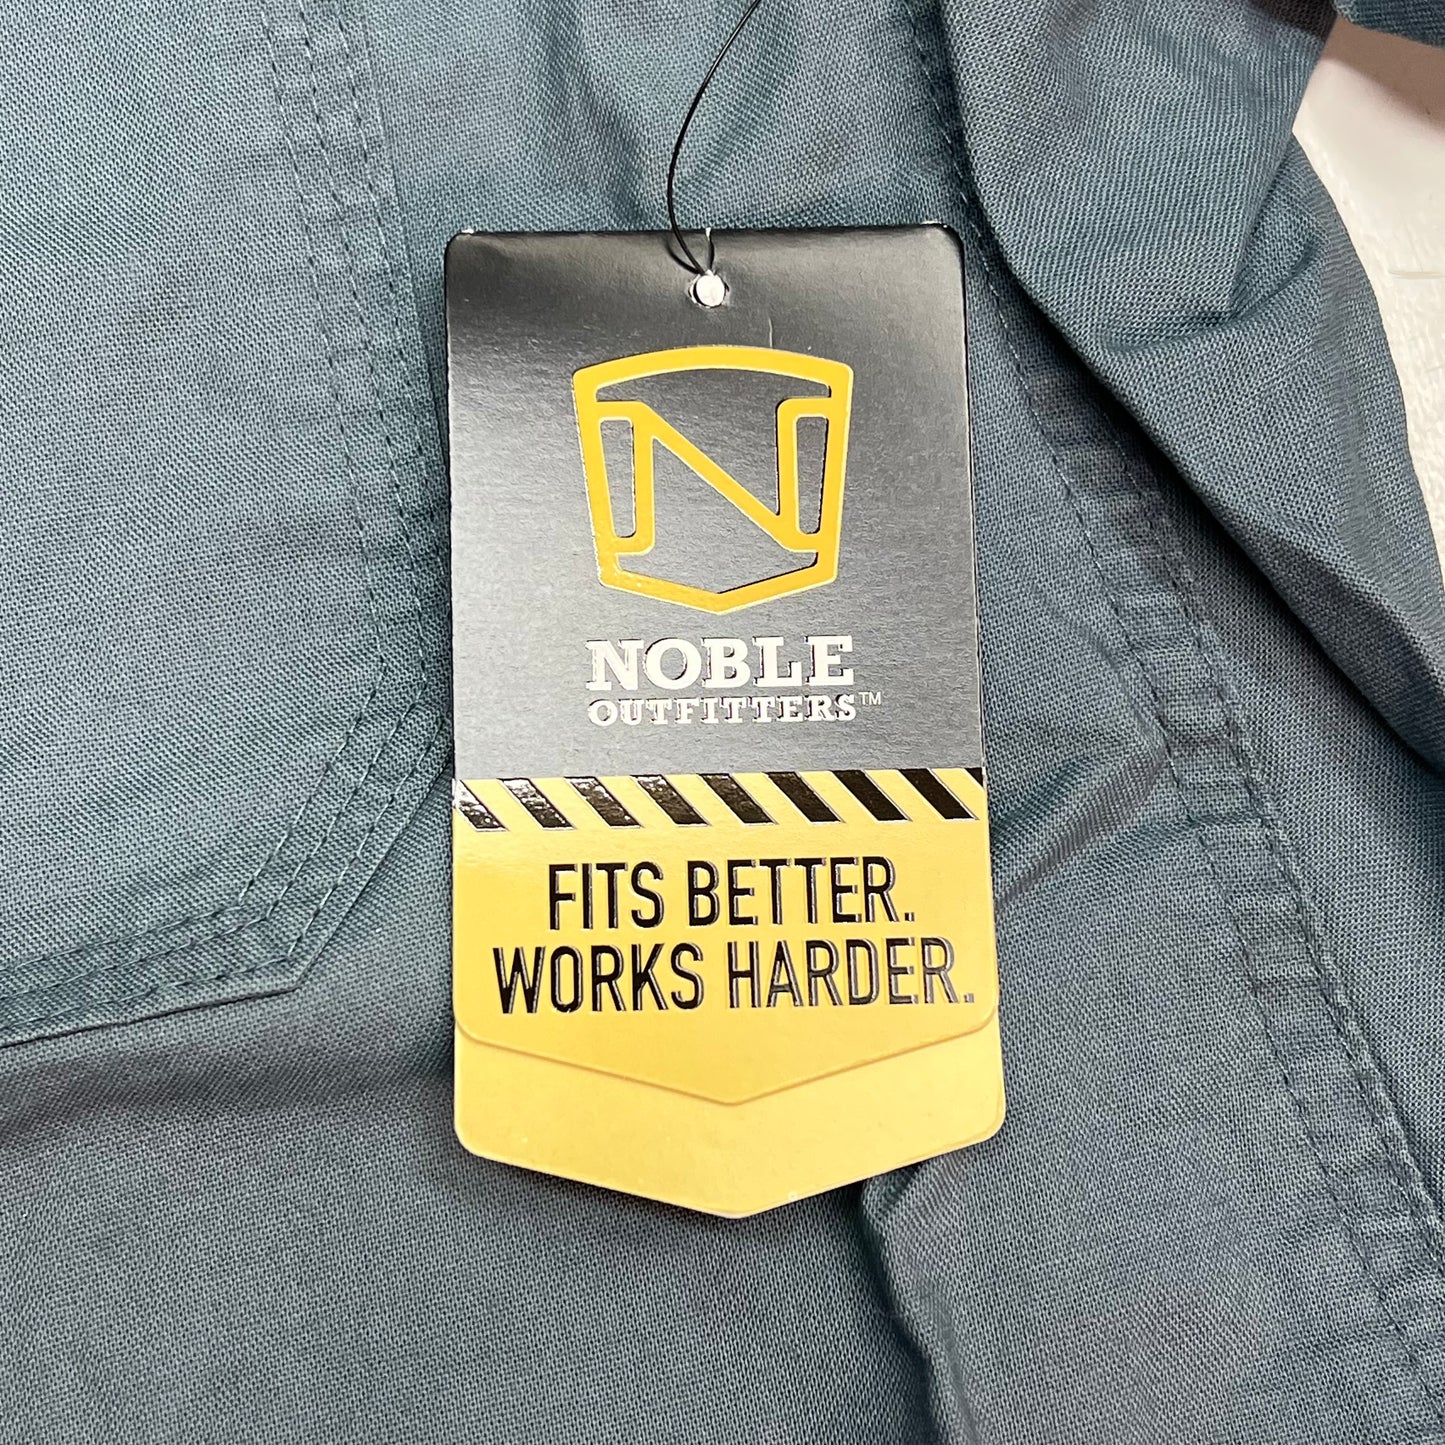 N
NOBLE
OUTFITTERS™
FITS BETTER.
WORKS HARDER.